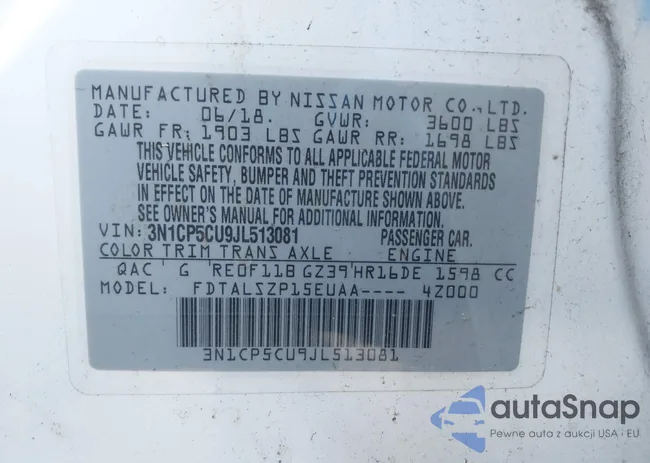 MANUFACTURED BY NISSAN MOTOR CO., LTD.
DATE: 06/18. GVWR: 3600 LBS
GAWR FR: 1903 LBS GAWR RR: 1698 LBS
THIS VEHICLE CONFORMS TO ALL APPLICABLE FEDERAL MOTOR
VEHICLE SAFETY, BUMPER AND THEFT PREVENTION STANDARDS
IN EFFECT ON THE DATE OF MANUFACTURE SHOWN ABOVE.
SEE OWNER'S MANUAL FOR ADDITIONAL INFORMATION.
VIN: 3N1CP5CU9JL513081 PASSENGER CAR.
COLOR TRIM TRANS AXLE ENGINE
QAC G RE0F11B GZ39 HR16DE 1598 CC
MODEL: FDTALSZP15EUAA---- 4Z000
3N1CP5CU9JL513081
autoSnap
Pewne auto z aukcji USA i EU